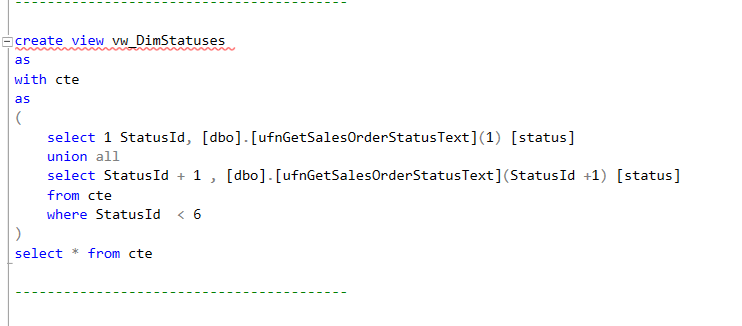 -----------------------------------------
create view vw_DimStatuses
as
with cte
as
(
    select 1 StatusId, [dbo].[ufnGetSalesOrderStatusText](1) [status]
    union all
    select StatusId + 1 , [dbo].[ufnGetSalesOrderStatusText](StatusId +1) [status]
    from cte
    where StatusId  < 6
)
select * from cte
-----------------------------------------